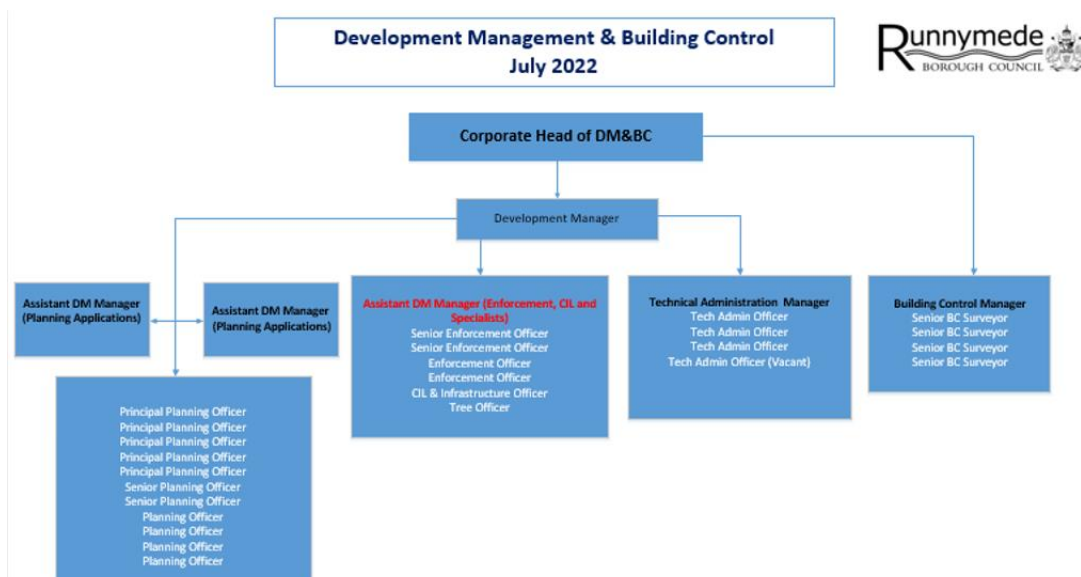 Development Management & Building Control
July 2022
Runnymede
BOROUGH COUNCIL
Corporate Head of DM&BC
Development Manager
Assistant DM Manager
(Planning Applications)
Assistant DM Manager
(Planning Applications)
Assistant DM Manager (Enforcement, CIL and
Specialists)
Senior Enforcement Officer
Senior Enforcement Officer
Enforcement Officer
Enforcement Officer
CIL & Infrastructure Officer
Tree Officer
Technical Administration Manager
Tech Admin Officer
Tech Admin Officer
Tech Admin Officer
Tech Admin Officer (Vacant)
Building Control Manager
Senior BC Surveyor
Senior BC Surveyor
Senior BC Surveyor
Senior BC Surveyor
Principal Planning Officer
Principal Planning Officer
Principal Planning Officer
Principal Planning Officer
Principal Planning Officer
Senior Planning Officer
Senior Planning Officer
Planning Officer
Planning Officer
Planning Officer
Planning Officer